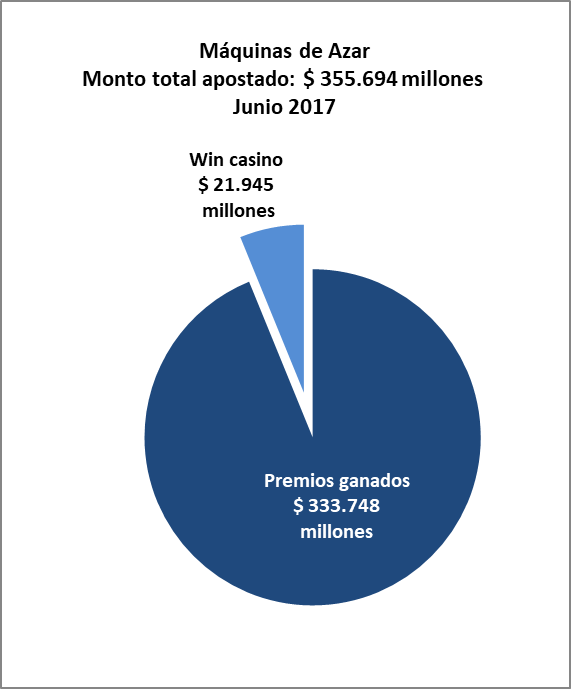 Máquinas de Azar
Monto total apostado: $ 355.694 millones
Junio 2017
Win casino
$ 21.945
millones
Premios ganados
$ 333.748
millones